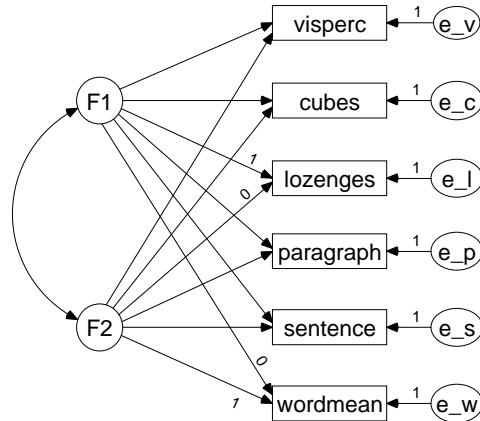 visperc
1
e_v
F1
cubes
1
e_c
1
lozenges
1
e_l
0
paragraph
1
e_p
F2
sentence
1
e_s
0
1
wordmean
1
e_w